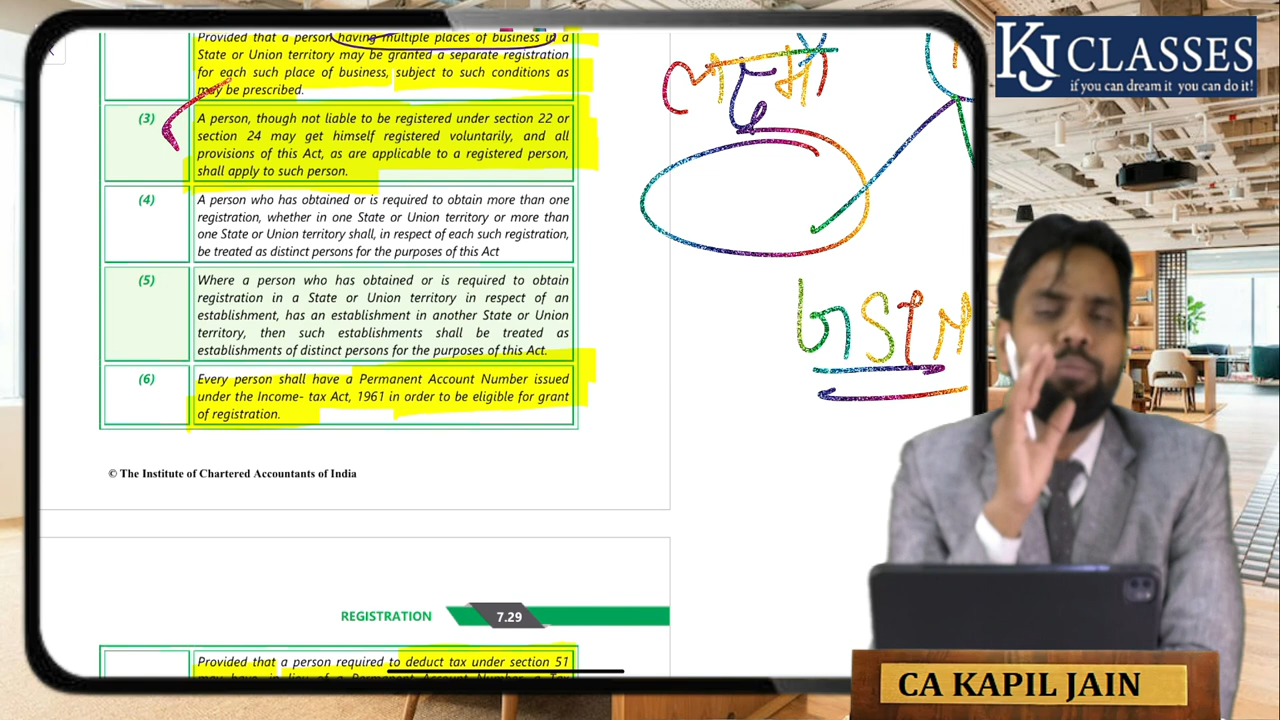 Provided that a person having multiple places of business in a
State or Union territory may be granted a separate registration
for each such place of business, subject to such conditions as
may be prescribed.
(3) A person, though not liable to be registered under section 22 or
section 24 may get himself registered voluntarily, and all
provisions of this Act, as are applicable to a registered person,
shall apply to such person.
(4) A person who has obtained or is required to obtain more than one
registration, whether in one State or Union territory or more than
one State or Union territory shall, in respect of each such registration,
be treated as distinct persons for the purposes of this Act
(5) Where a person who has obtained or is required to obtain
registration in a State or Union territory in respect of an
establishment, has an establishment in another State or Union
territory, then such establishments shall be treated as
establishments of distinct persons for the purposes of this Act.
(6) Every person shall have a Permanent Account Number issued
under the Income- tax Act, 1961 in order to be eligible for grant
of registration.
© The Institute of Chartered Accountants of India
REGISTRATION 7.29
Provided that a person required to deduct tax under section 51
KJ CLASSES
if you can dream it you can do it!
CA KAPIL JAIN